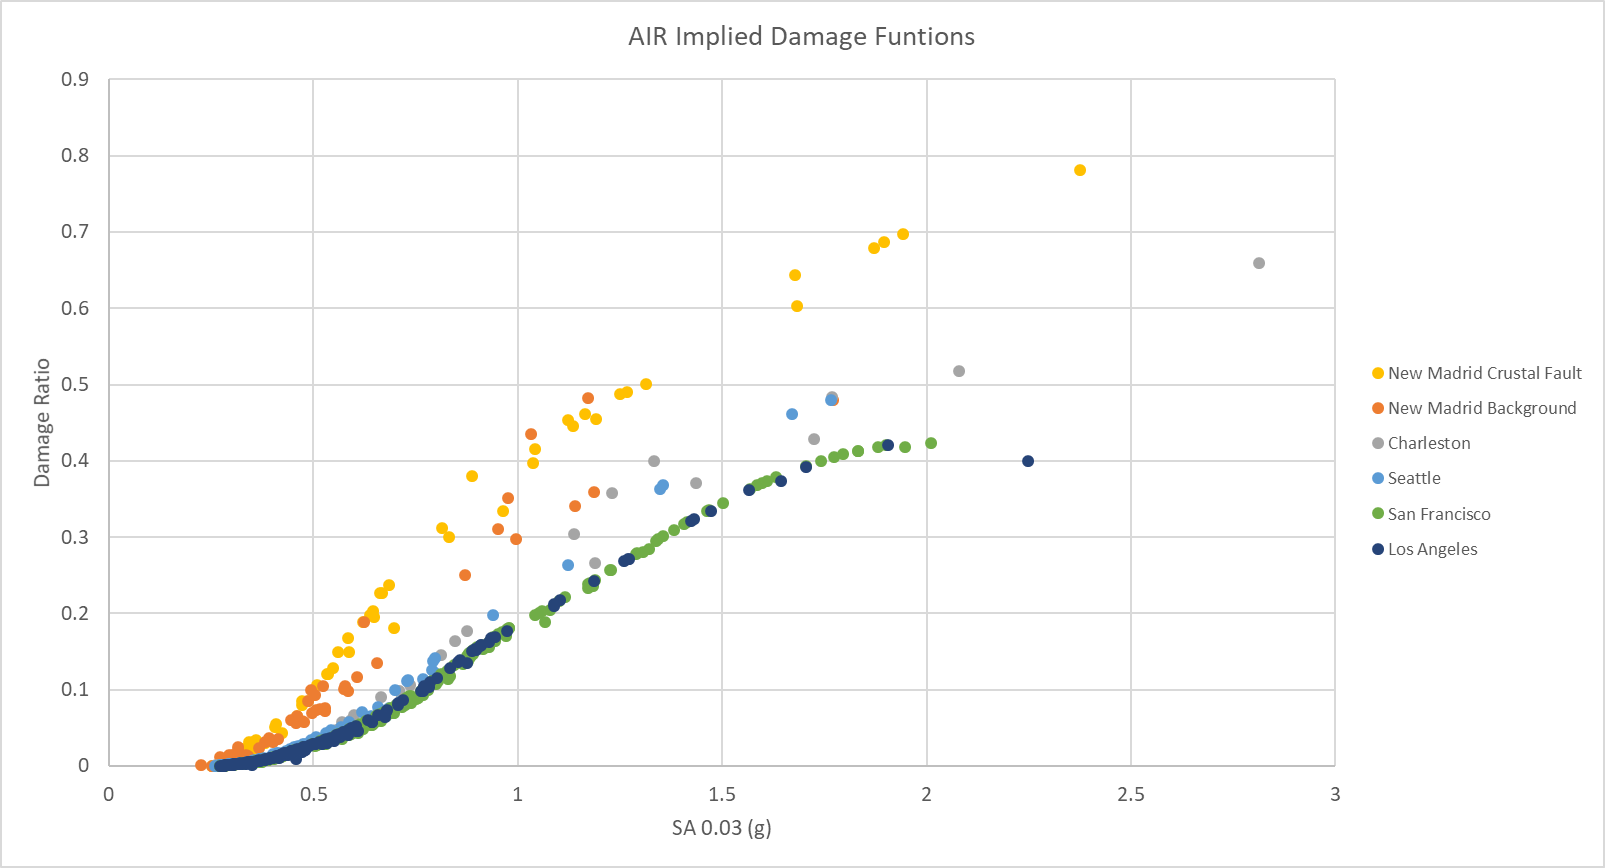 AIR Implied Damage Funtions
0.9
0.8
0.7
0.6
0.5
0.4
0.3
0.2
0.1
0
Damage Ratio
0 0.5 1 1.5 2 2.5 3
SA 0.03 (g)
New Madrid Crustal Fault
New Madrid Background
Charleston
Seattle
San Francisco
Los Angeles